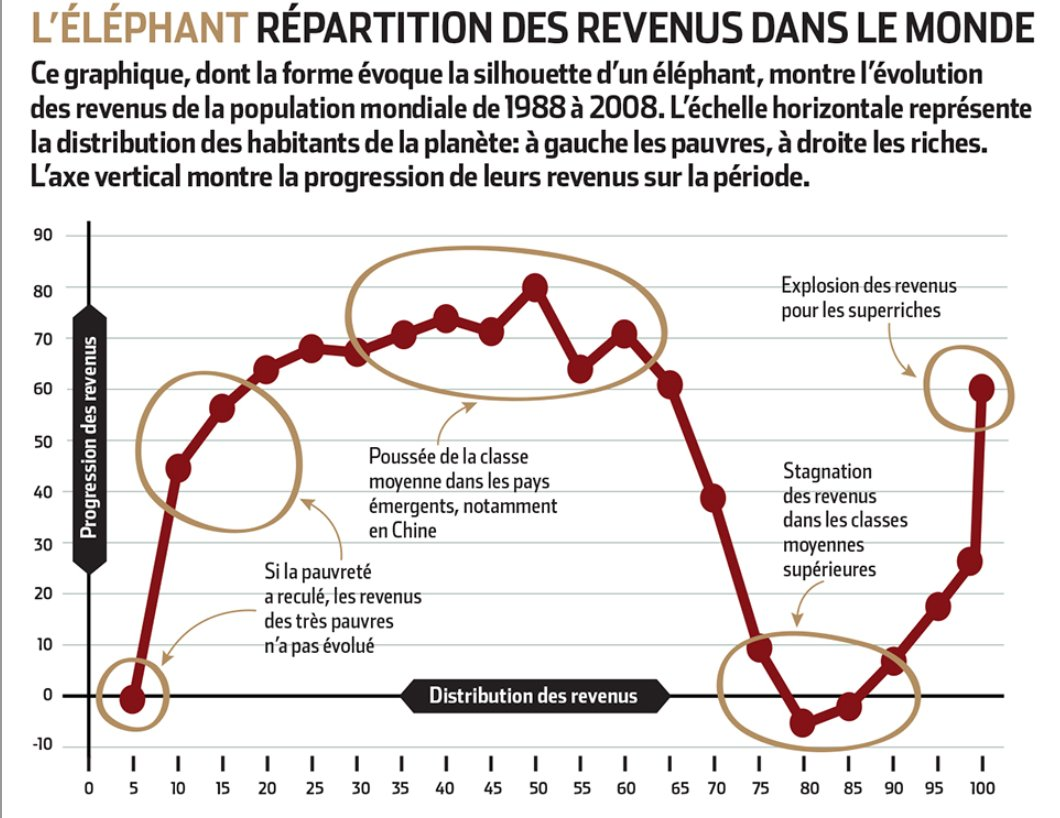 L’ÉLÉPHANT RÉPARTITION DES REVENUS DANS LE MONDE
Ce graphique, dont la forme évoque la silhouette d’un éléphant, montre l’évolution
des revenus de la population mondiale de 1988 à 2008. L’échelle horizontale représente
la distribution des habitants de la planète: à gauche les pauvres, à droite les riches.
L’axe vertical montre la progression de leurs revenus sur la période.
90
80
70
60
50
40
30
20
10
0
-10
Progression des revenus
Explosion des revenus
pour les superriches
Poussée de la classe
moyenne dans les pays
émergents, notamment
en Chine
Stagnation
des revenus
dans les classes
moyennes
supérieures
Si la pauvreté
a reculé, les revenus
des très pauvres
n’a pas évolué
Distribution des revenus
0 5 10 15 20 25 30 35 40 45 50 55 60 65 70 75 80 85 90 95 100